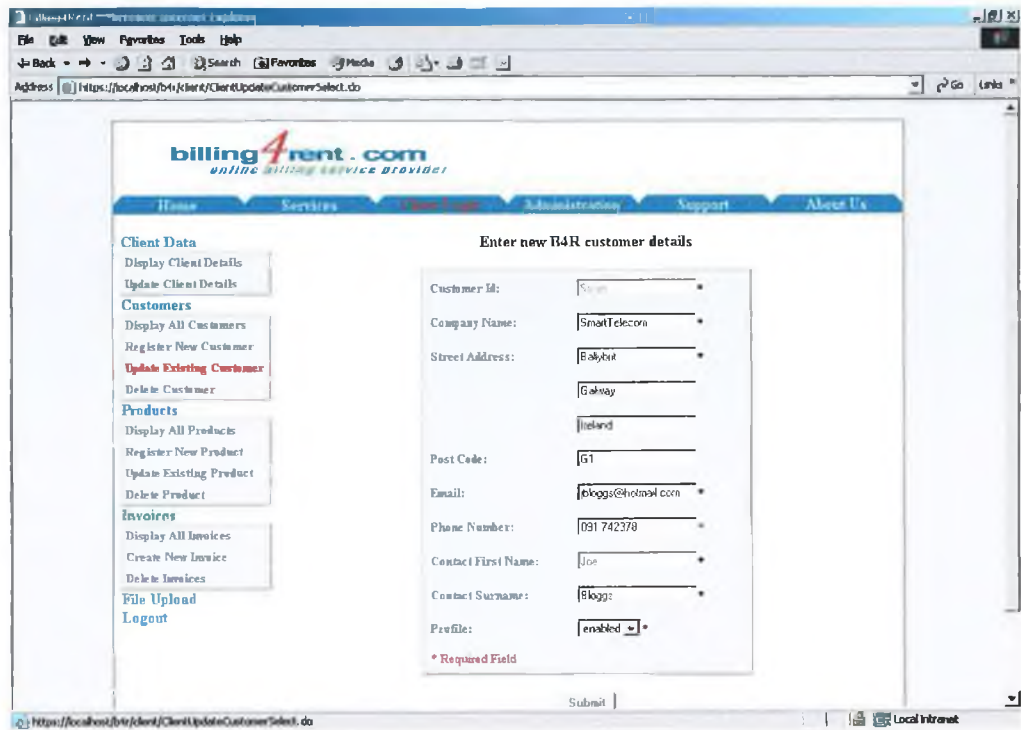 Internet Explorer
File Edit View Favorites Tools Help
Back Search Favorites Media
Address https://localhost/b4r/client/ClientUpdateCustomerSelect.do Go Links »
billing4rent.com
online billing service provider
Home Services Client Login Administration Support About Us
Client Data
Display Client Details
Update Client Details
Customers
Display All Customers
Register New Customer
Update Existing Customer
Delete Customer
Products
Display All Products
Register New Product
Update Existing Product
Delete Product
Invoices
Display All Invoices
Create New Invoice
Delete Invoices
File Upload
Logout
Enter new B4R customer details
Customer Id: *
Company Name: SmartTelecom *
Street Address: Ballybrit *
Galway
Ireland
Post Code: G1
Email: jbloggs@hotmail.com *
Phone Number: 091 742378 *
Contact First Name: Joe *
Contact Surname: Bloggs *
Profile: enabled *
* Required Field
Submit
https://localhost/b4r/client/ClientUpdateCustomerSelect.do Local intranet